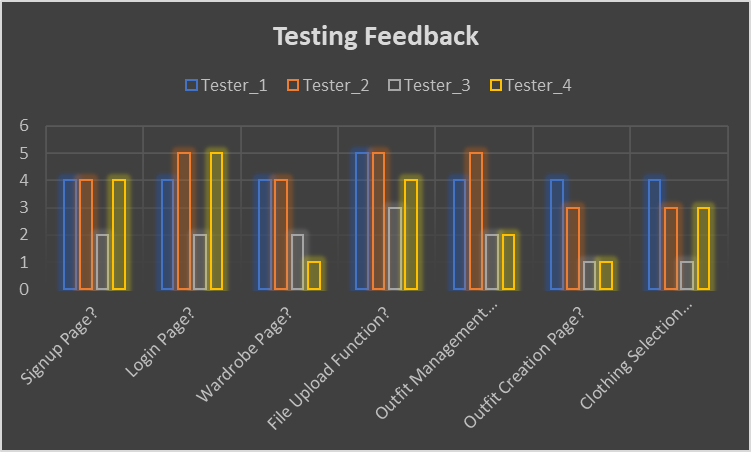 Testing Feedback
Tester_1 Tester_2 Tester_3 Tester_4
6
5
4
3
2
1
0
Signup Page?
Login Page?
Wardrobe Page?
File Upload Function?
Outfit Management...
Outfit Creation Page?
Clothing Selection...